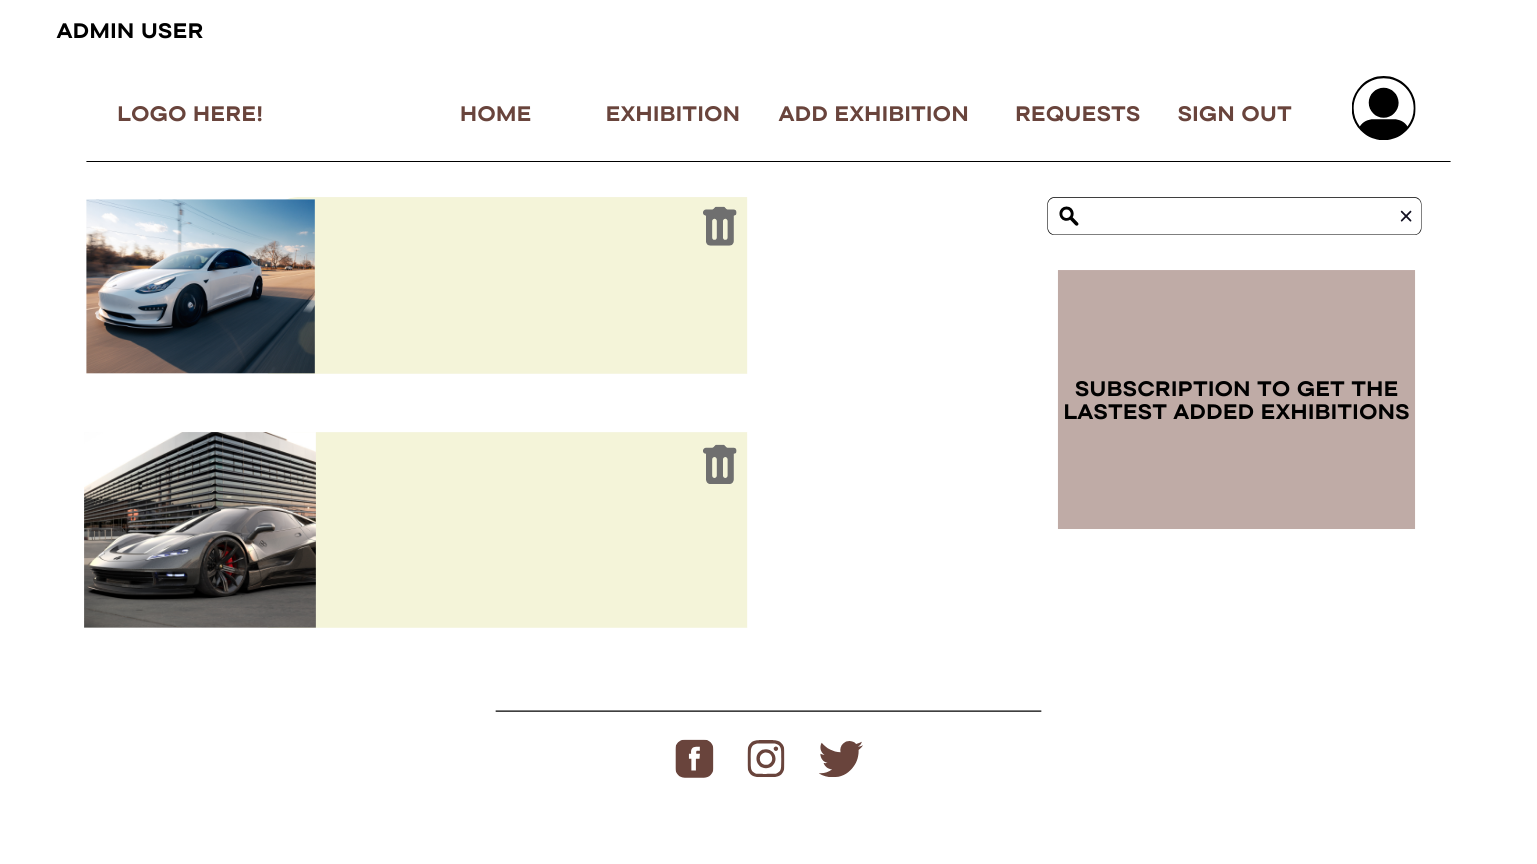 ADMIN USER
LOGO HERE!
HOME
EXHIBITION
ADD EXHIBITION
REQUESTS
SIGN OUT
SUBSCRIPTION TO GET THE
LASTEST ADDED EXHIBITIONS